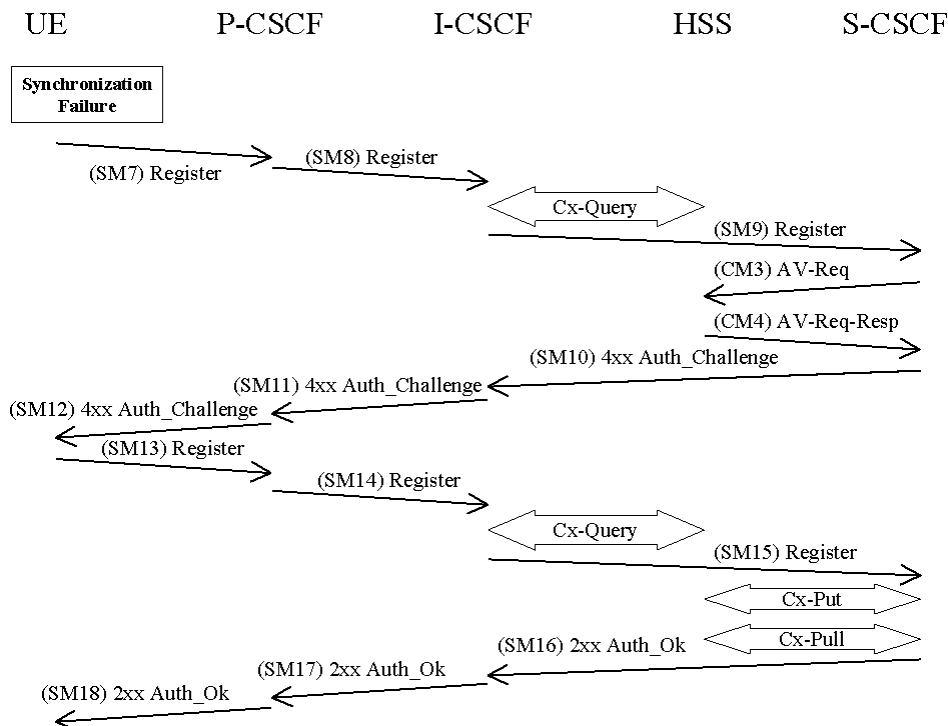 UE P-CSCF I-CSCF HSS S-CSCF
Synchronization
Failure
(SM7) Register
(SM8) Register
Cx-Query
(SM9) Register
(CM3) AV-Req
(CM4) AV-Req-Resp
(SM10) 4xx Auth_Challenge
(SM11) 4xx Auth_Challenge
(SM12) 4xx Auth_Challenge
(SM13) Register
(SM14) Register
Cx-Query
(SM15) Register
Cx-Put
Cx-Pull
(SM16) 2xx Auth_Ok
(SM17) 2xx Auth_Ok
(SM18) 2xx Auth_Ok